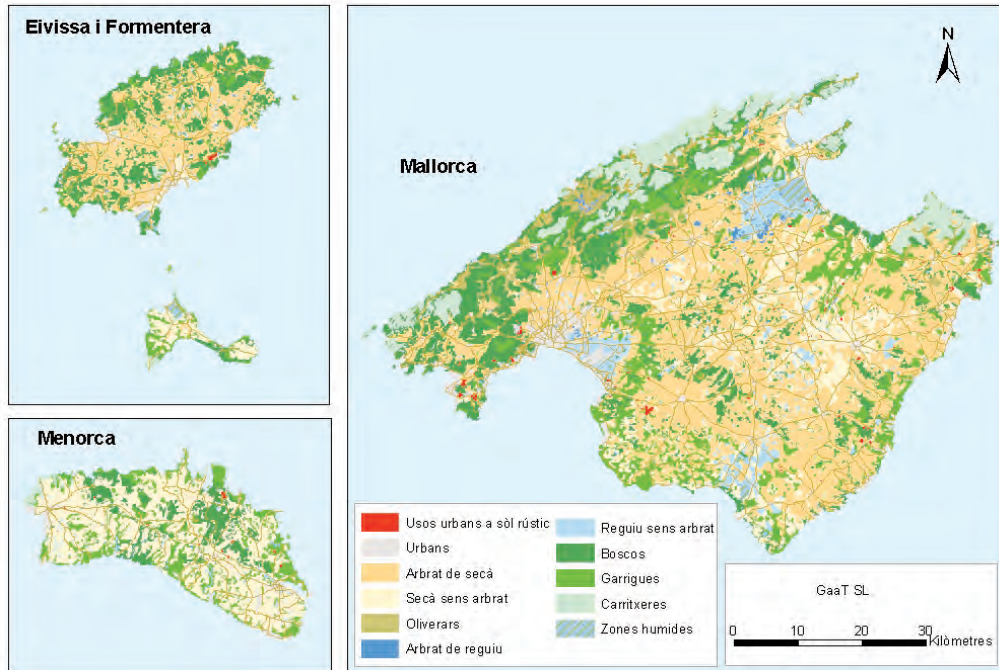 Eivissa i Formentera
N
Mallorca
Menorca
Usos urbans a sòl rústic
Urbans
Arbrat de secà
Secà sens arbrat
Oliverars
Arbrat de reguiu
Reguiu sens arbrat
Boscos
Garrigues
Carritxeres
Zones humides
GaaT SL
0 10 20 30
Kilòmetres